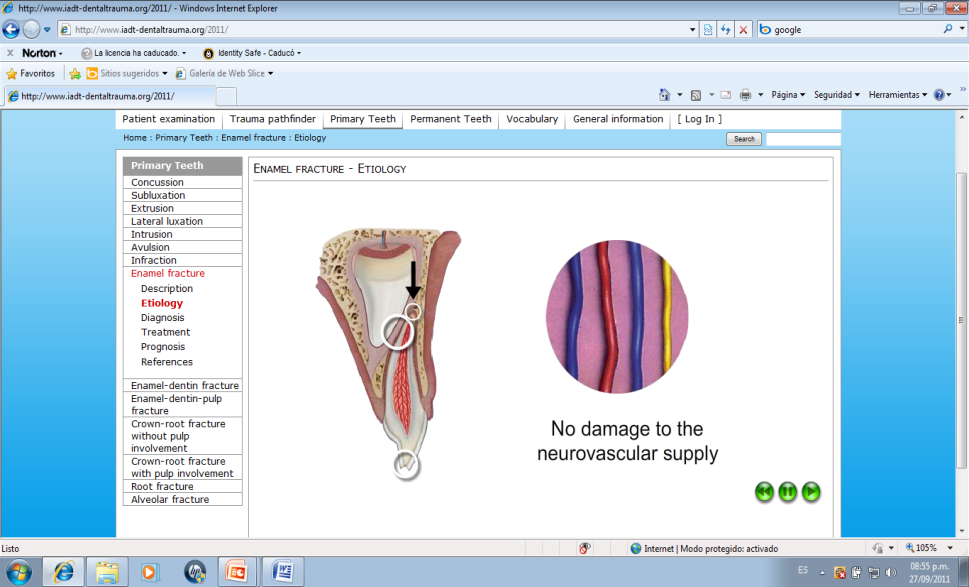 http://www.iadt-dentaltrauma.org/2011/ - Windows Internet Explorer
http://www.iadt-dentaltrauma.org/2011/
google
x Norton
La licencia ha caducado.
Identity Safe - Caducó
Favoritos
Sitios sugeridos
Galería de Web Slice
http://www.iadt-dentaltrauma.org/2011/
Página
Seguridad
Herramientas
Patient examination
Trauma pathfinder
Primary Teeth
Permanent Teeth
Vocabulary
General information
[ Log In ]
Home : Primary Teeth : Enamel fracture : Etiology
Search
Primary Teeth
Concussion
Subluxation
Extrusion
Lateral luxation
Intrusion
Avulsion
Infraction
Enamel fracture
Description
Etiology
Diagnosis
Treatment
Prognosis
References
Enamel-dentin fracture
Enamel-dentin-pulp
fracture
Crown-root fracture
without pulp
involvement
Crown-root fracture
with pulp involvement
Root fracture
Alveolar fracture
Enamel fracture - Etiology
No damage to the
neurovascular supply
Listo
Internet | Modo protegido: activado
105%
ES
08:55 p.m.
27/09/2011